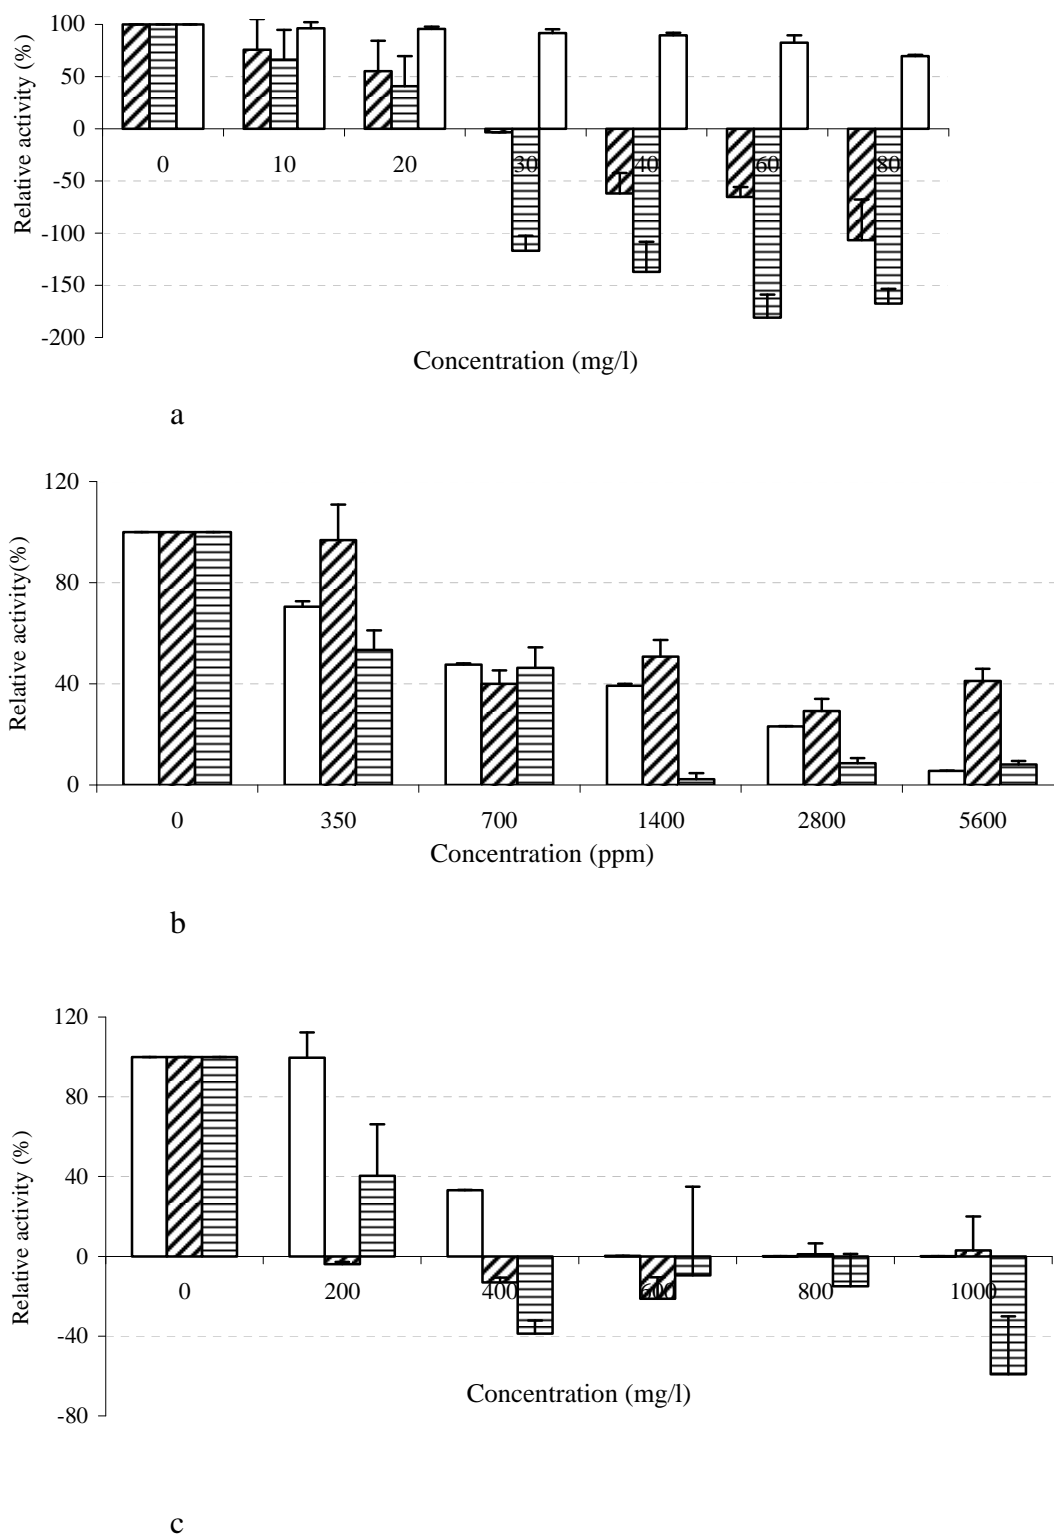 Relative activity (%)
100
50
0
-50
-100
-150
-200
0 10 20 30 40 60 80
Concentration (mg/l)
a
Relative activity(%)
120
80
40
0
0 350 700 1400 2800 5600
Concentration (ppm)
b
Relative activity (%)
120
80
40
0
-40
-80
0 200 400 600 800 1000
Concentration (mg/l)
c